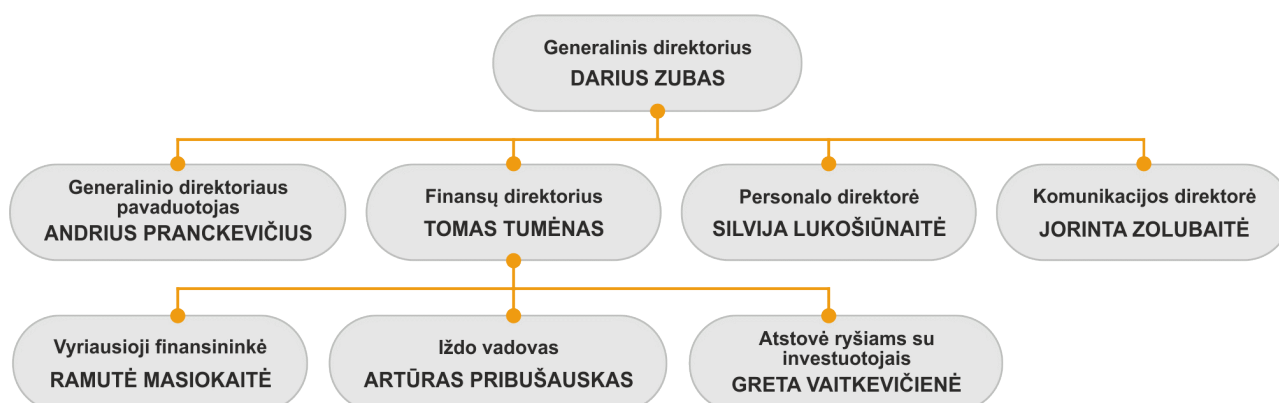 Generalinis direktorius
DARIUS ZUBAS
Generalinio direktoriaus
pavaduotojas
ANDRIUS PRANCKEVIČIUS
Finansų direktorius
TOMAS TUMĖNAS
Personalo direktorė
SILVIJA LUKOŠIŪNAITĖ
Komunikacijos direktorė
JORINTA ZOLUBAITĖ
Vyriausioji finansininkė
RAMUTĖ MASIOKAITĖ
Iždo vadovas
ARTŪRAS PRIBUŠAUSKAS
Atstovė ryšiams su
investuotojais
GRETA VAITKEVIČIENĖ